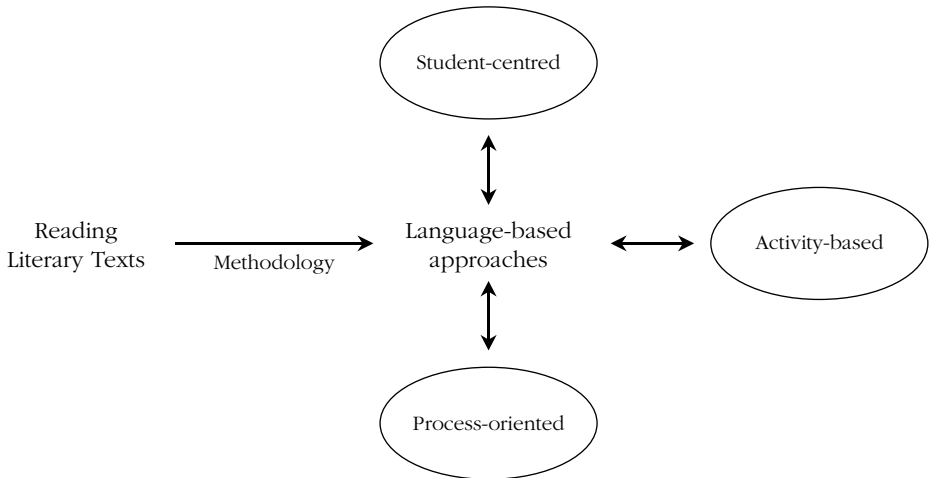 Student-centred
Reading
Literary Texts
Methodology
Language-based
approaches
Activity-based
Process-oriented